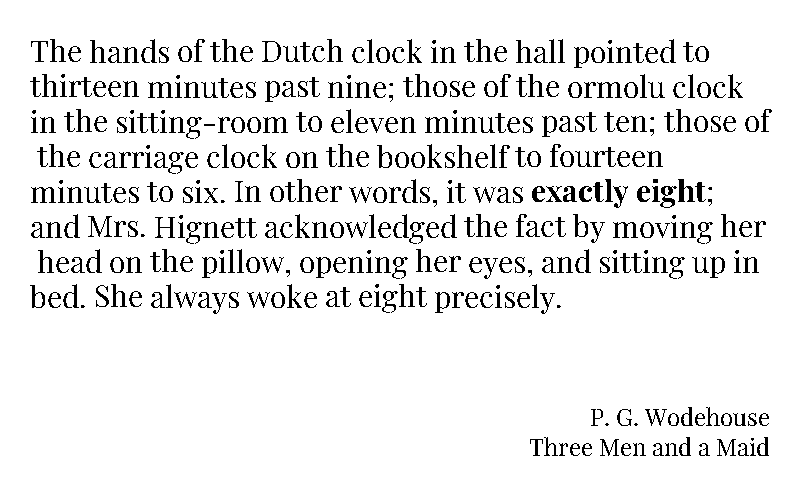 The hands of the Dutch clock in the hall pointed to
thirteen minutes past nine; those of the ormolu clock
in the sitting-room to eleven minutes past ten; those of
the carriage clock on the bookshelf to fourteen
minutes to six. In other words, it was exactly eight;
and Mrs. Hignett acknowledged the fact by moving her
head on the pillow, opening her eyes, and sitting up in
bed. She always woke at eight precisely.
P. G. Wodehouse
Three Men and a Maid